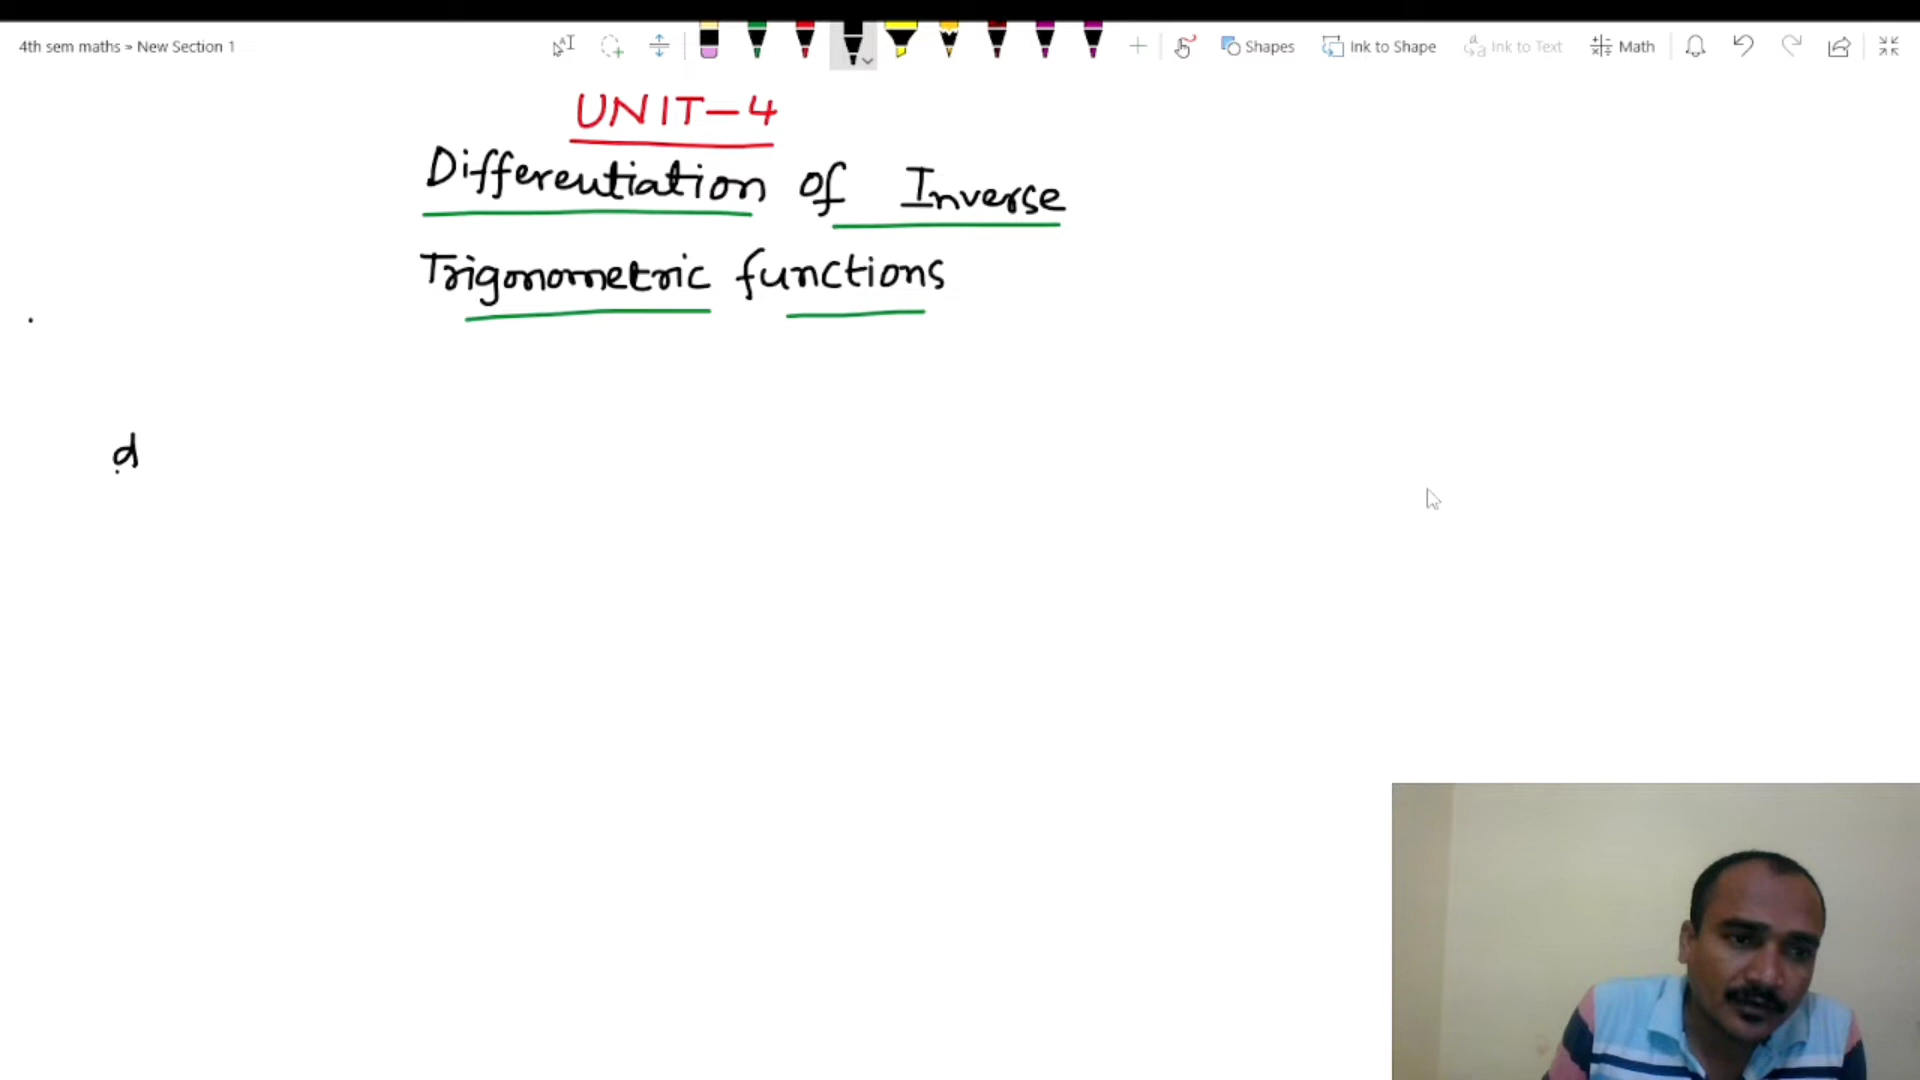 4th sem maths » New Section 1
Shapes
Ink to Shape
Ink to Text
Math
UNIT-4
Differentiation of Inverse
Trigonometric functions
d